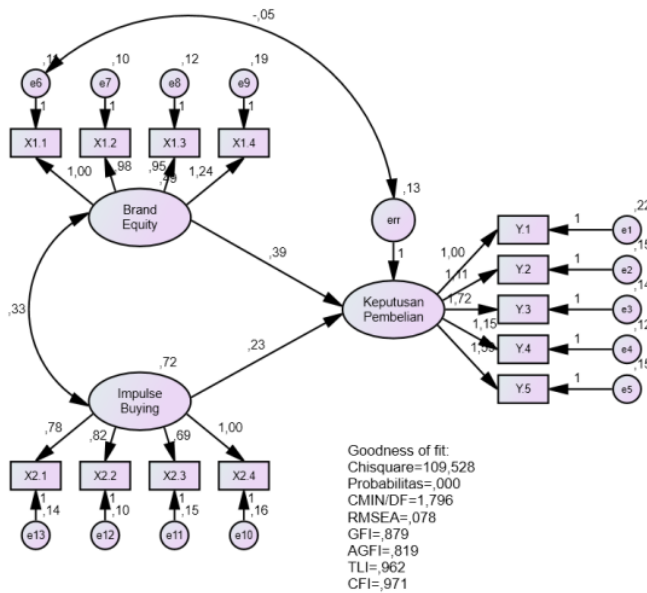 -,05
,10
,12
,19
e6
e7
e8
e9
1
1
1
1
X1.1
X1.2
X1.3
X1.4
1,00
,98
,95
1,24
Brand
Equity
,13
err
1
,39
,33
,23
Keputusan
Pembelian
1,00
1,11
1,72
1,15
Y.1
Y.2
Y.3
Y.4
Y.5
1
1
1
1
1
,22
e1
e2
e3
,12
e4
e5
,72
Impulse
Buying
,78
,82
,69
1,00
X2.1
X2.2
X2.3
X2.4
1
1
1
1
,14
,10
,15
,16
e13
e12
e11
e10
Goodness of fit:
Chisquare=109,528
Probabilitas=,000
CMIN/DF=1,796
RMSEA=,078
GFI=,879
AGFI=,819
TLI=,962
CFI=,971